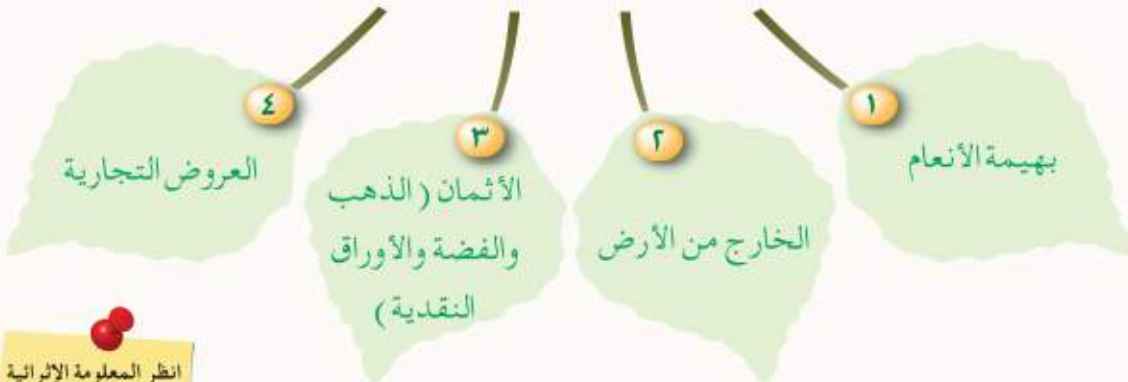 ١
بهيمة الأنعام
٢
الخارج من الأرض
٣
الأثمان (الذهب
والفضة والأوراق
النقدية)
٤
العروض التجارية
انظر المعلومة الإثرائية